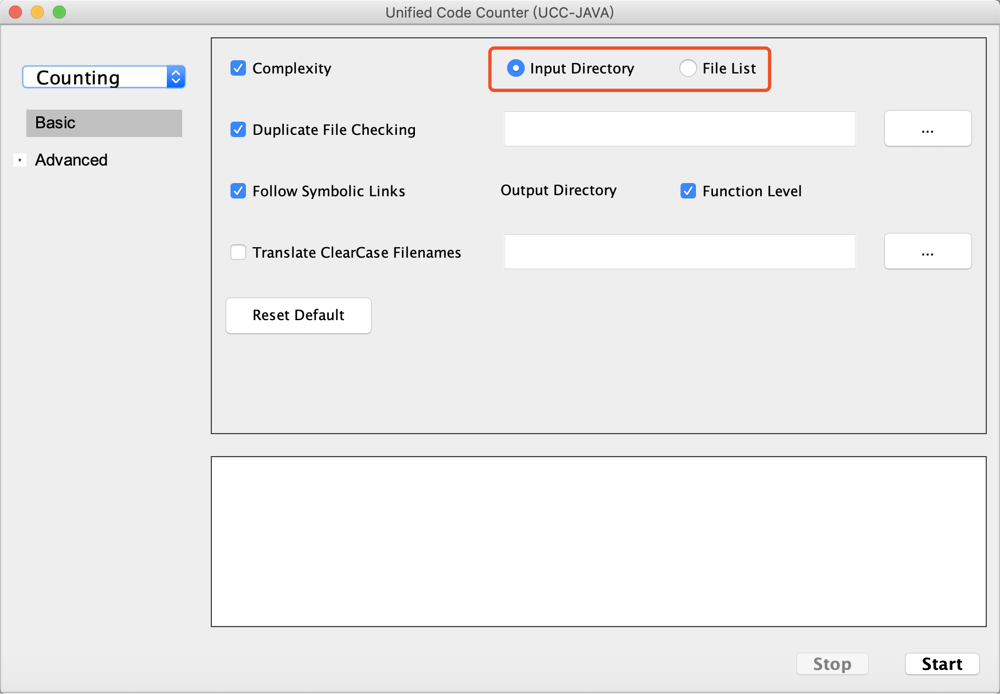 Unified Code Counter (UCC-JAVA)
Counting
Basic
Advanced
Complexity
Input Directory
File List
Duplicate File Checking
...
Follow Symbolic Links
Output Directory
Function Level
Translate ClearCase Filenames
...
Reset Default
Stop
Start